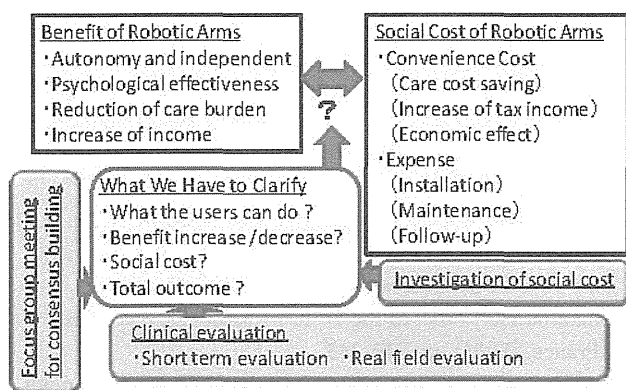 Benefit of Robotic Arms
・Autonomy and independent
・Psychological effectiveness
・Reduction of care burden
・Increase of income
?
Social Cost of Robotic Arms
・Convenience Cost
(Care cost saving)
(Increase of tax income)
(Economic effect)
・Expense
(Installation)
(Maintenance)
(Follow-up)
Focus group meeting
for consensus building
What We Have to Clarify
・What the users can do ?
・Benefit increase/decrease?
・Social cost?
・Total outcome ?
Investigation of social cost
Clinical evaluation
・Short term evaluation ・Real field evaluation